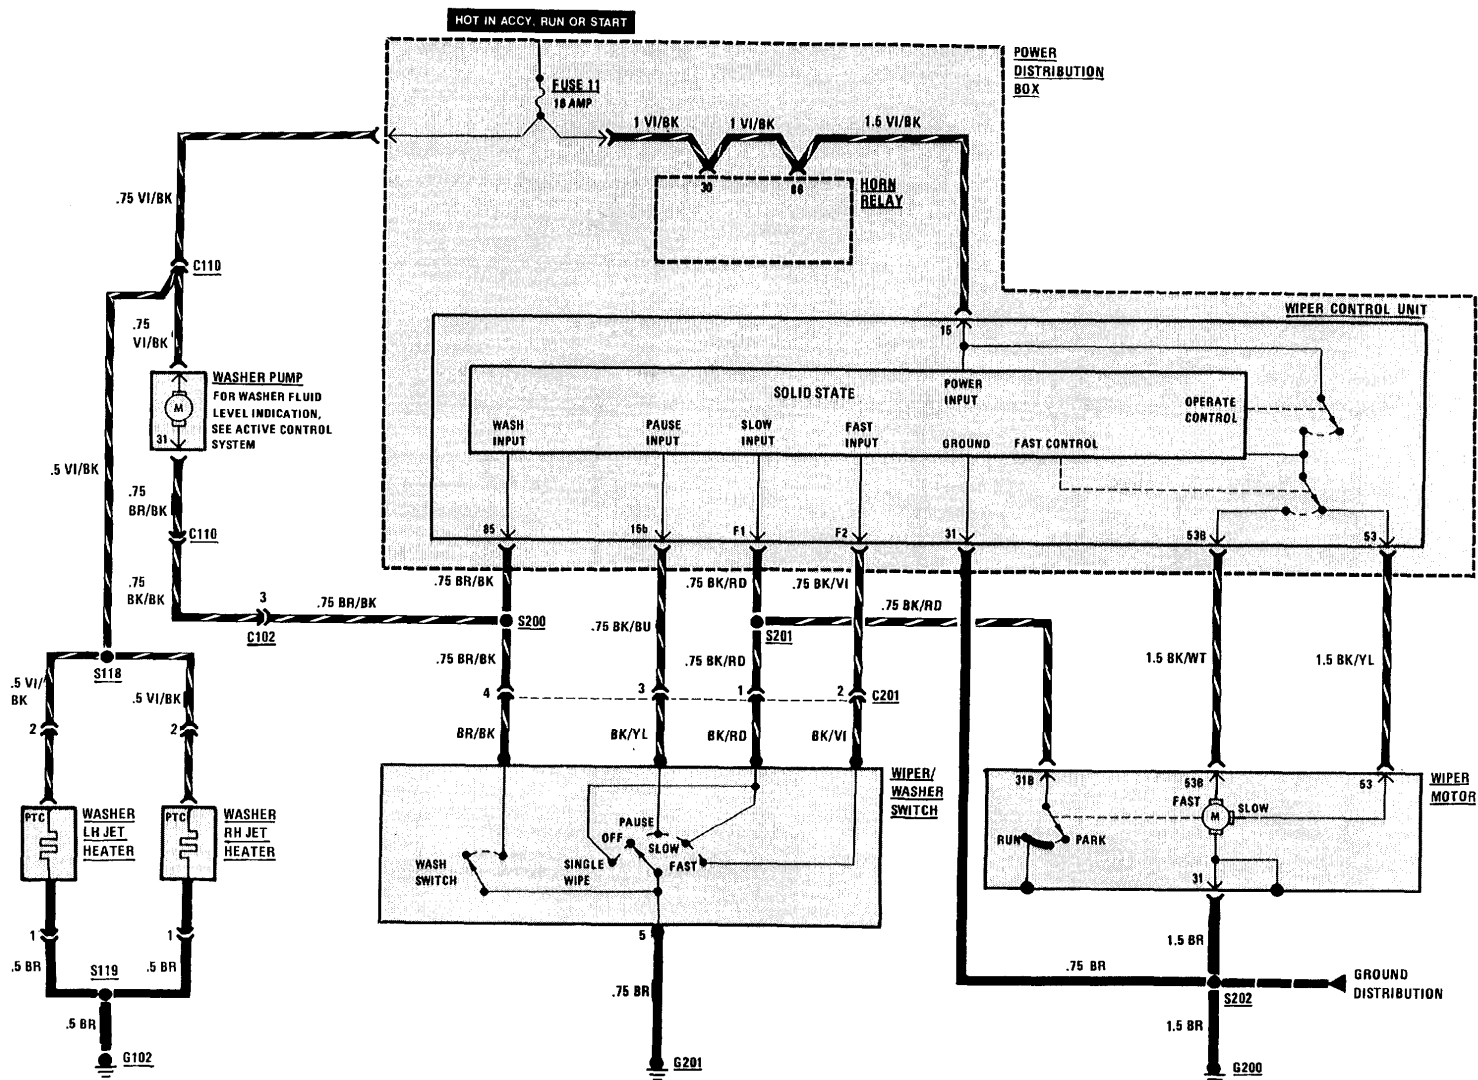 HOT IN ACCY, RUN OR START
POWER
DISTRIBUTION
BOX
FUSE 11
16 AMP
1 VI/BK
1 VI/BK
1.5 VI/BK
30
86
HORN
RELAY
.75 VI/BK
C110
WIPER CONTROL UNIT
15
.75
VI/BK
WASHER PUMP
FOR WASHER FLUID
LEVEL INDICATION,
SEE ACTIVE CONTROL
SYSTEM
M
31
SOLID STATE
POWER
INPUT
OPERATE
CONTROL
WASH
INPUT
PAUSE
INPUT
SLOW
INPUT
FAST
INPUT
GROUND
FAST CONTROL
.5 VI/BK
.75
BR/BK
C110
85
15b
F1
F2
31
53B
53
.75
BK/BK
.75 BR/BK
.75 BK/RD
.75 BK/VI
3
.75 BR/BK
C102
S200
.75 BK/BU
S201
.75 BK/RD
.75 BR/BK
.75 BK/RD
1.5 BK/WT
1.5 BK/YL
S118
.5 VI/
BK
.5 VI/BK
4
3
1
2
C201
2
2
BR/BK
BK/YL
BK/RD
BK/VI
WIPER/
WASHER
SWITCH
31B
53B
53
WIPER
MOTOR
FAST
M
SLOW
PTC
WASHER
LH JET
HEATER
PTC
WASHER
RH JET
HEATER
PAUSE
OFF
SLOW
FAST
SINGLE
WIPE
WASH
SWITCH
RUN
PARK
31
1
1
5
.5 BR
S119
.5 BR
1.5 BR
.75 BR
GROUND
DISTRIBUTION
S202
.75 BR
.5 BR
1.5 BR
G102
G201
G200